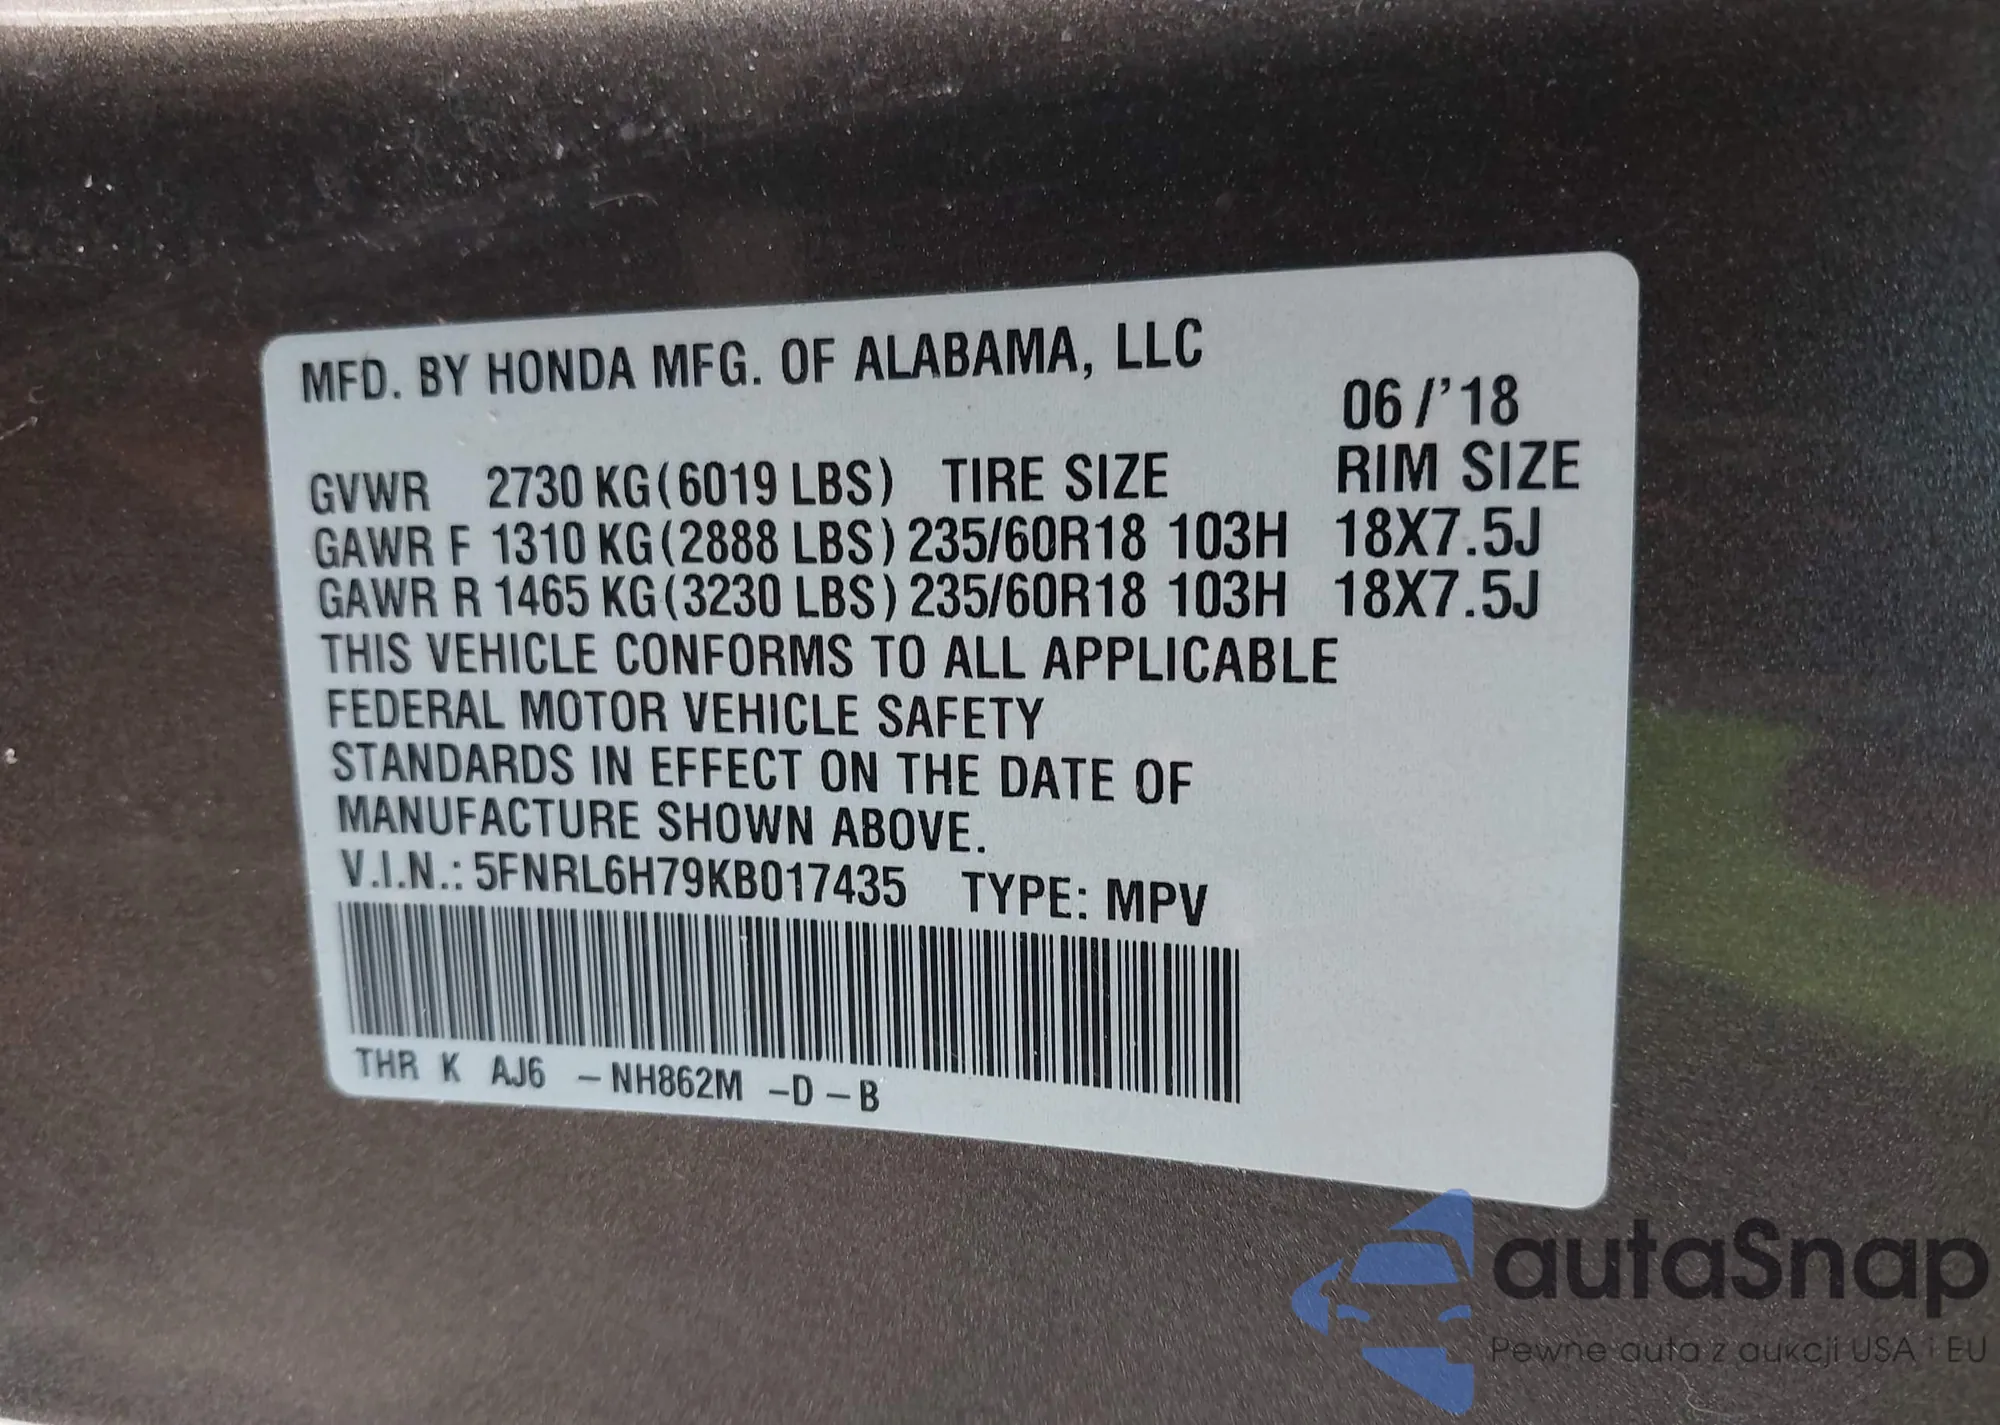 MFD. BY HONDA MFG. OF ALABAMA, LLC
06/'18
GVWR 2730 KG(6019 LBS) TIRE SIZE RIM SIZE
GAWR F 1310 KG(2888 LBS) 235/60R18 103H 18X7.5J
GAWR R 1465 KG(3230 LBS) 235/60R18 103H 18X7.5J
THIS VEHICLE CONFORMS TO ALL APPLICABLE
FEDERAL MOTOR VEHICLE SAFETY
STANDARDS IN EFFECT ON THE DATE OF
MANUFACTURE SHOWN ABOVE.
V.I.N.: 5FNRL6H79KB017435 TYPE: MPV
THR K AJ6 –NH862M –D–B
autaSnap
Pewne auta z aukcji USA i EU